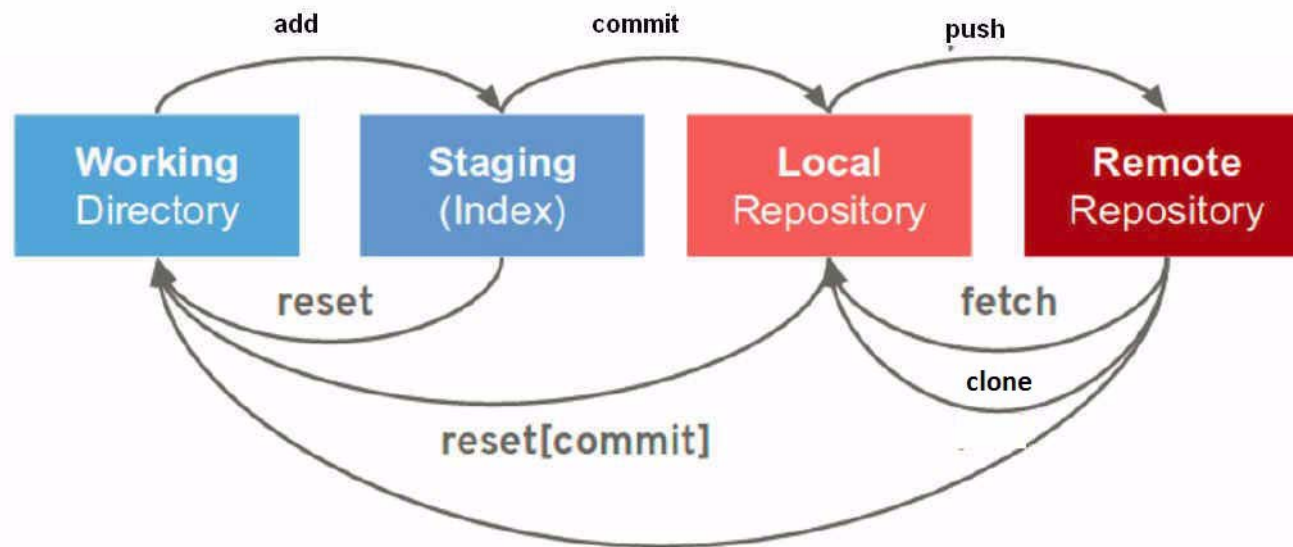 add
commit
push
Working
Directory
Staging
(Index)
Local
Repository
Remote
Repository
reset
fetch
clone
reset[commit]